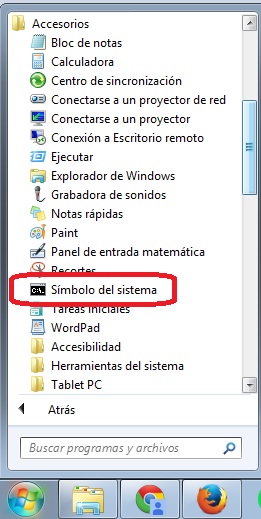 Accesorios
Bloc de notas
Calculadora
Centro de sincronización
Conectarse a un proyector de red
Conectarse a un proyector
Conexión a Escritorio remoto
Ejecutar
Explorador de Windows
Grabadora de sonidos
Notas rápidas
Paint
Panel de entrada matemática
Recortes
C:\.
Símbolo del sistema
Tareas iniciales
WordPad
Accesibilidad
Herramientas del sistema
Tablet PC
Atrás
Buscar programas y archivos